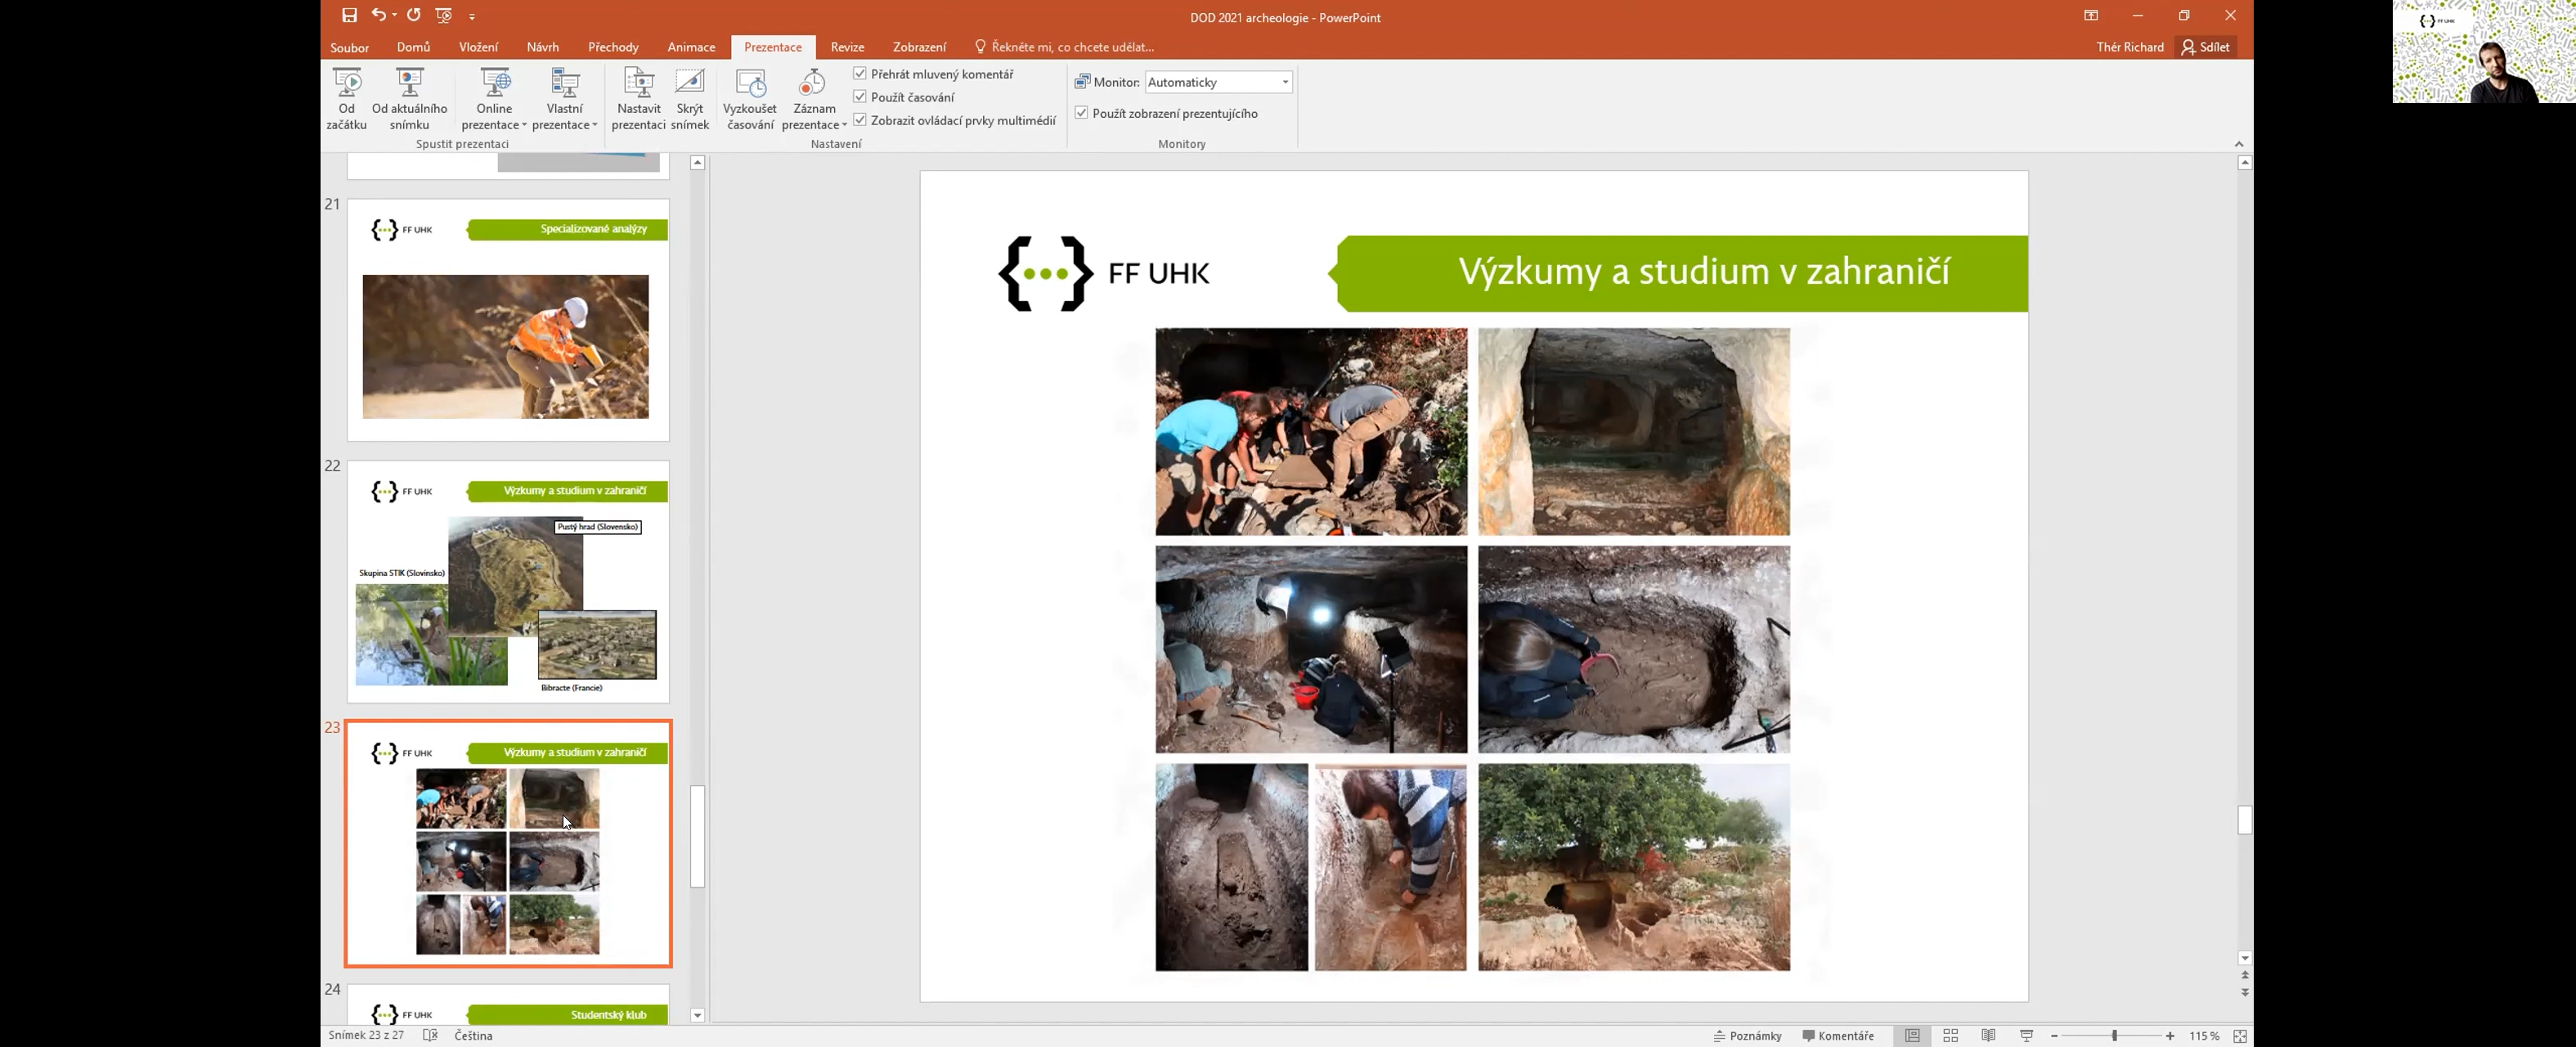 DOD 2021 archeologie - PowerPoint
Soubor Domů Vložení Návrh Přechody Animace Prezentace Revize Zobrazení Řekněte mi, co chcete udělat... Thér Richard Sdílet
Od začátku
Od aktuálního snímku
Online prezentace
Vlastní prezentace
Nastavit prezentaci
Skrýt snímek
Vyzkoušet časování
Záznam prezentace
Přehrát mluvený komentář
Použít časování
Zobrazit ovládací prvky multimédií
Monitor: Automaticky
Použít zobrazení prezentujícího
Spustit prezentaci Nastavení Monitory
21
FF UHK Specializované analýzy
22
FF UHK Výzkumy a studium v zahraničí
Pustý hrad (Slovensko)
Skupina STIK (Slovinsko)
Bibracte (Francie)
23
FF UHK Výzkumy a studium v zahraničí
24
FF UHK Studentský klub
FF UHK Výzkumy a studium v zahraničí
FF UHK
Snímek 23 z 27 Čeština Poznámky Komentáře 115 %